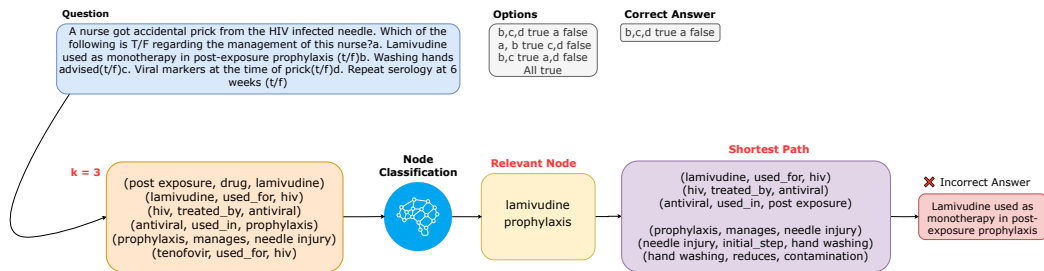 Question
A nurse got accidental prick from the HIV infected needle. Which of the
following is T/F regarding the management of this nurse?a. Lamivudine
used as monotherapy in post-exposure prophylaxis (t/f)b. Washing hands
advised(t/f)c. Viral markers at the time of prick(t/f)d. Repeat serology at 6
weeks (t/f)
Options
b,c,d true a false
a, b true c,d false
b,c true a,d false
All true
Correct Answer
b,c,d true a false
k = 3
(post exposure, drug, lamivudine)
(lamivudine, used_for, hiv)
(hiv, treated_by, antiviral)
(antiviral, used_in, prophylaxis)
(prophylaxis, manages, needle injury)
(tenofovir, used_for, hiv)
Node
Classification
Relevant Node
lamivudine
prophylaxis
Shortest Path
(lamivudine, used_for, hiv)
(hiv, treated_by, antiviral)
(antiviral, used_in, post exposure)
(prophylaxis, manages, needle injury)
(needle injury, initial_step, hand washing)
(hand washing, reduces, contamination)
Incorrect Answer
Lamivudine used as
monotherapy in post-
exposure prophylaxis